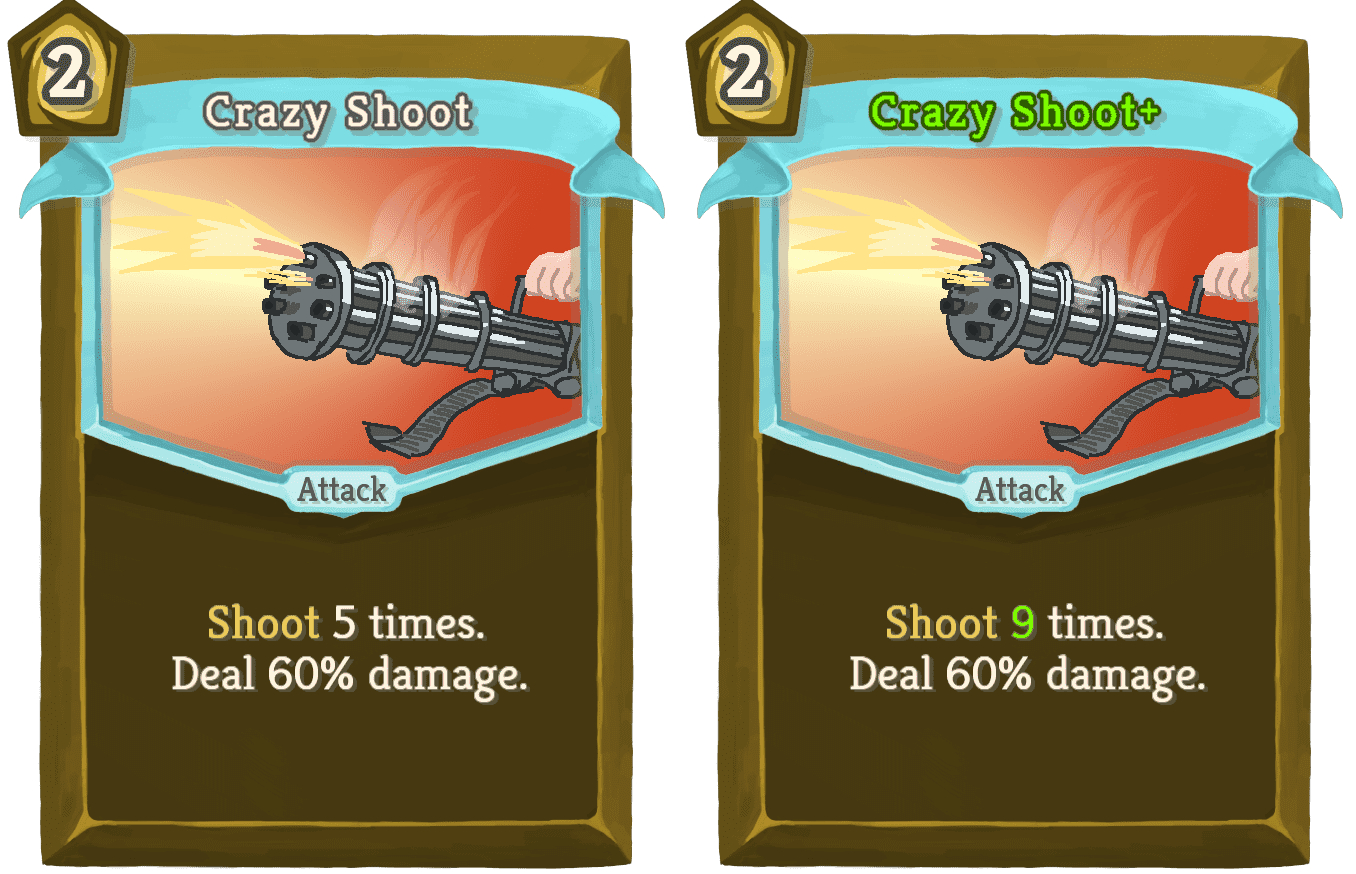 2
Crazy Shoot
Attack
Shoot 5 times.
Deal 60% damage.
2
Crazy Shoot+
Attack
Shoot 9 times.
Deal 60% damage.